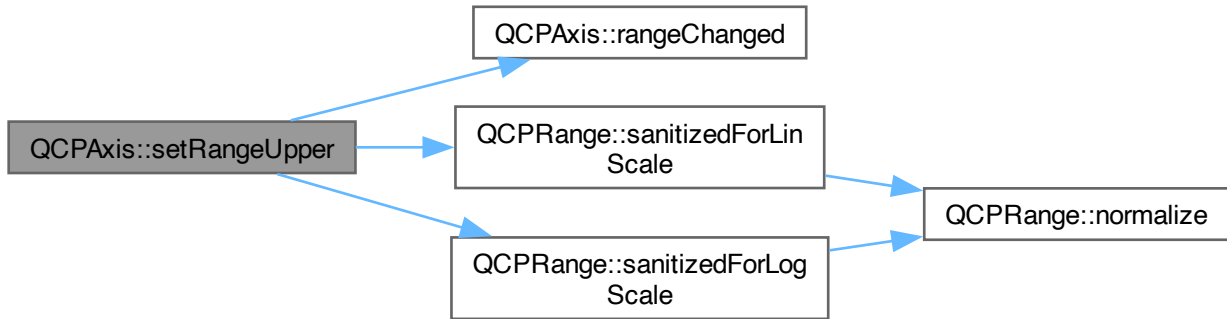 QCPAxis::rangeChanged
QCPAxis::setRangeUpper
QCPRange::sanitizedForLin
Scale
QCPRange::normalize
QCPRange::sanitizedForLog
Scale